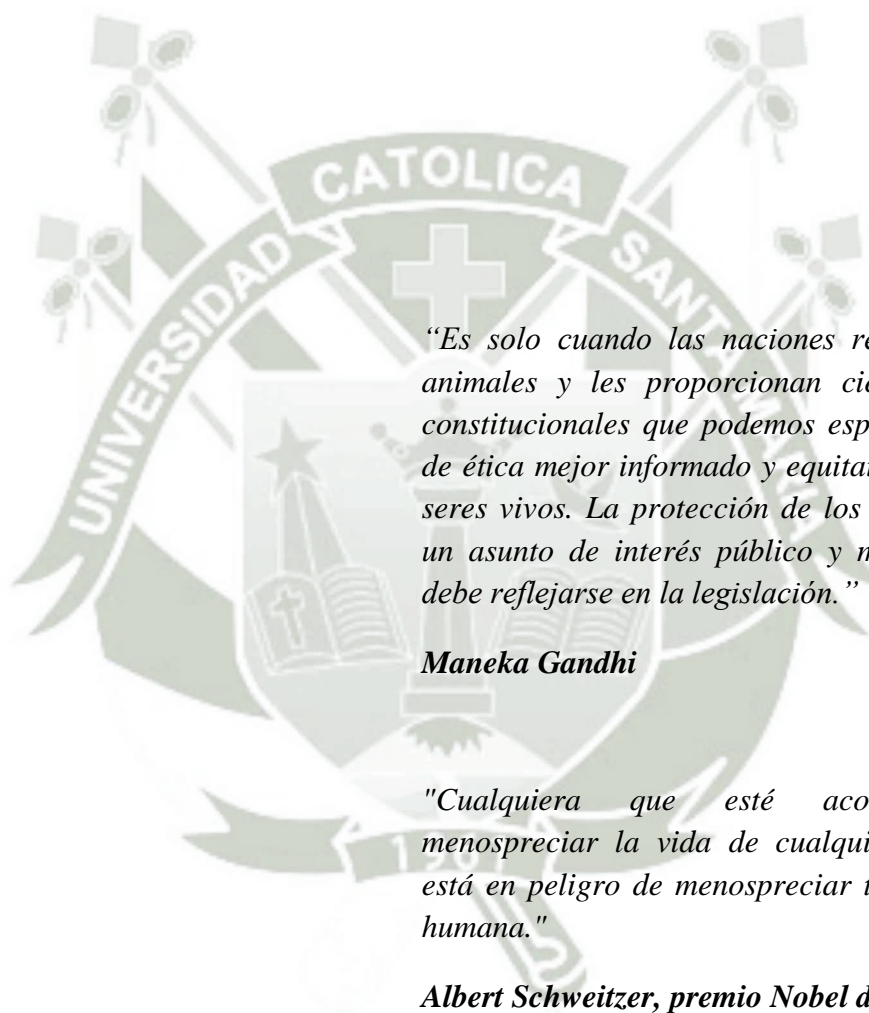 UNIVERSIDAD CATOLICA SANTA MARIA
“Es solo cuando las naciones re
animales y les proporcionan cie
constitucionales que podemos esp
de ética mejor informado y equita
seres vivos. La protección de los
un asunto de interés público y m
debe reflejarse en la legislación.”
Maneka Gandhi
"Cualquiera que esté aco
menospreciar la vida de cualqui
está en peligro de menospreciar t
humana."
Albert Schweitzer, premio Nobel d